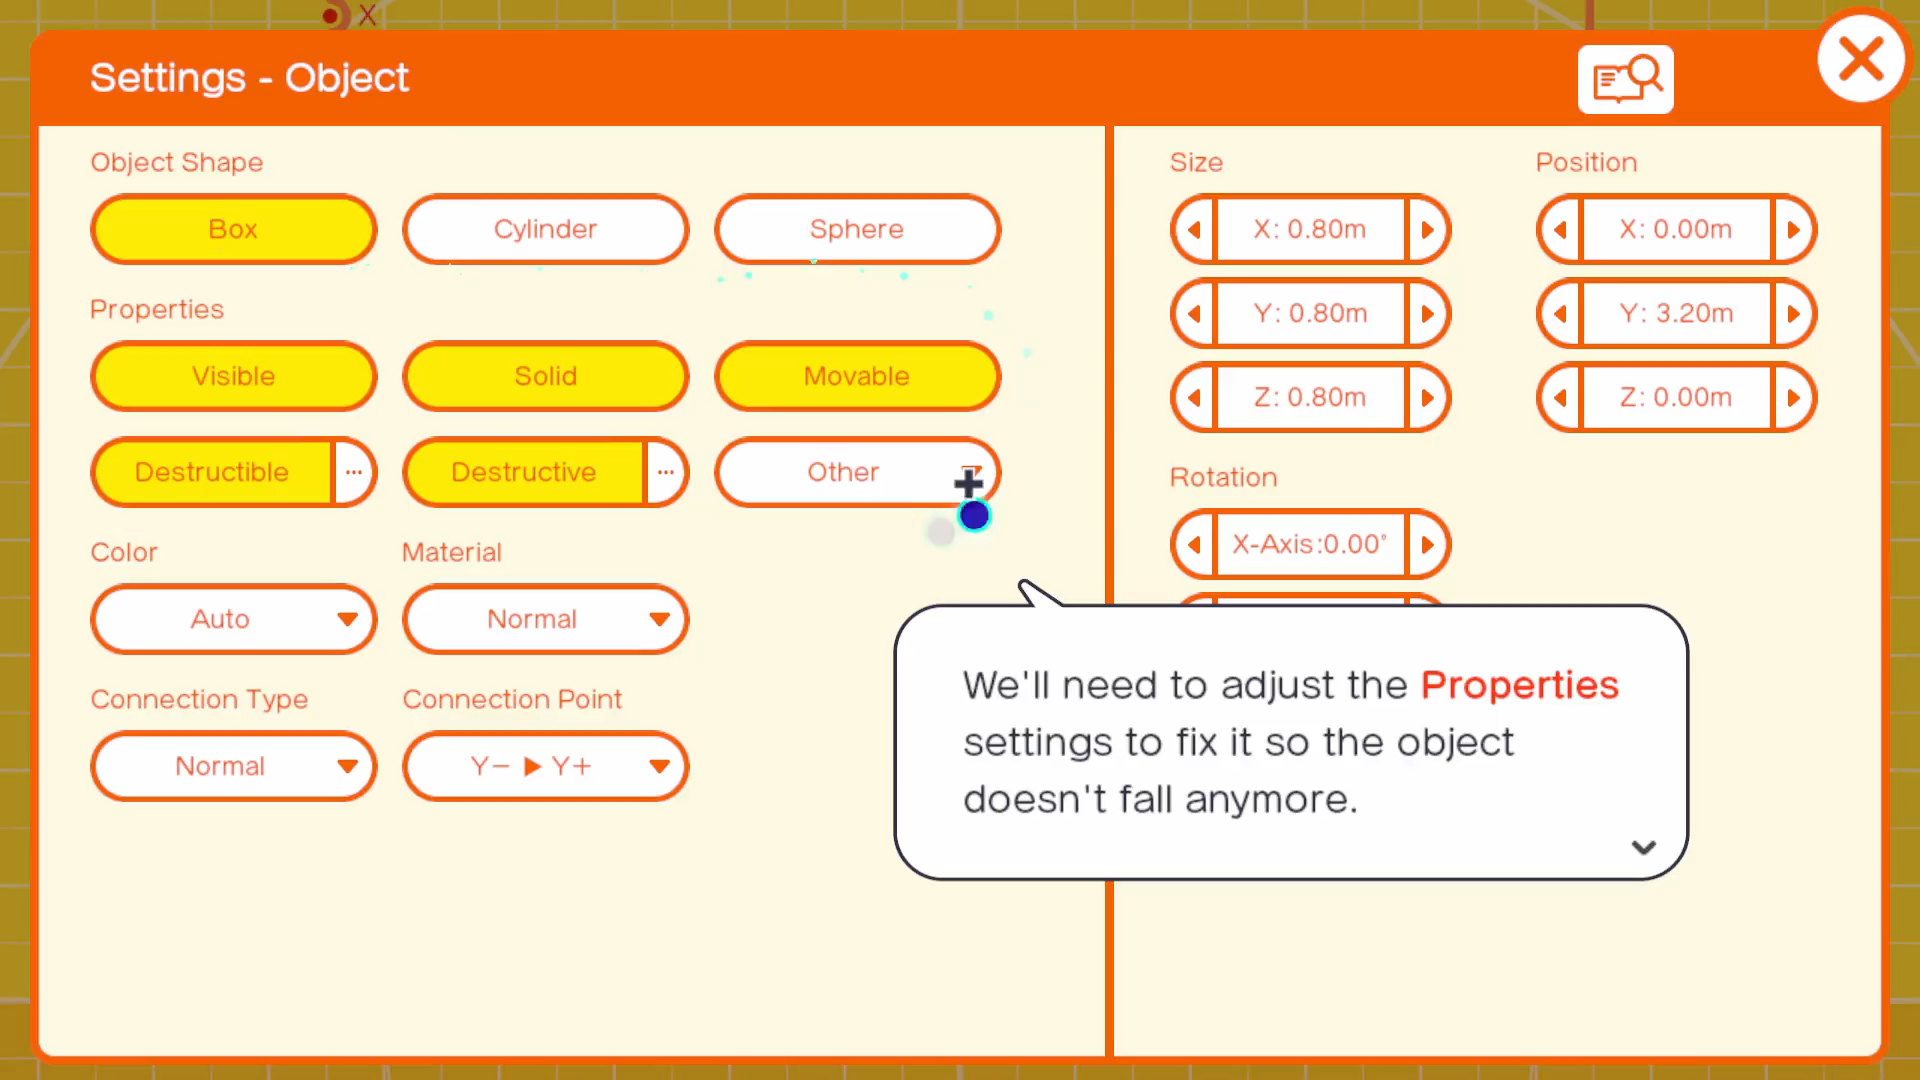 X
Settings - Object
Object Shape
Box
Cylinder
Sphere
Properties
Visible
Solid
Movable
Destructible
...
Destructive
...
Other
Color
Material
Auto
Normal
Connection Type
Connection Point
Normal
Y− ▶ Y+
Size
Position
X: 0.80m
X: 0.00m
Y: 0.80m
Y: 3.20m
Z: 0.80m
Z: 0.00m
Rotation
X-Axis:0.00°
We'll need to adjust the Properties
settings to fix it so the object
doesn't fall anymore.